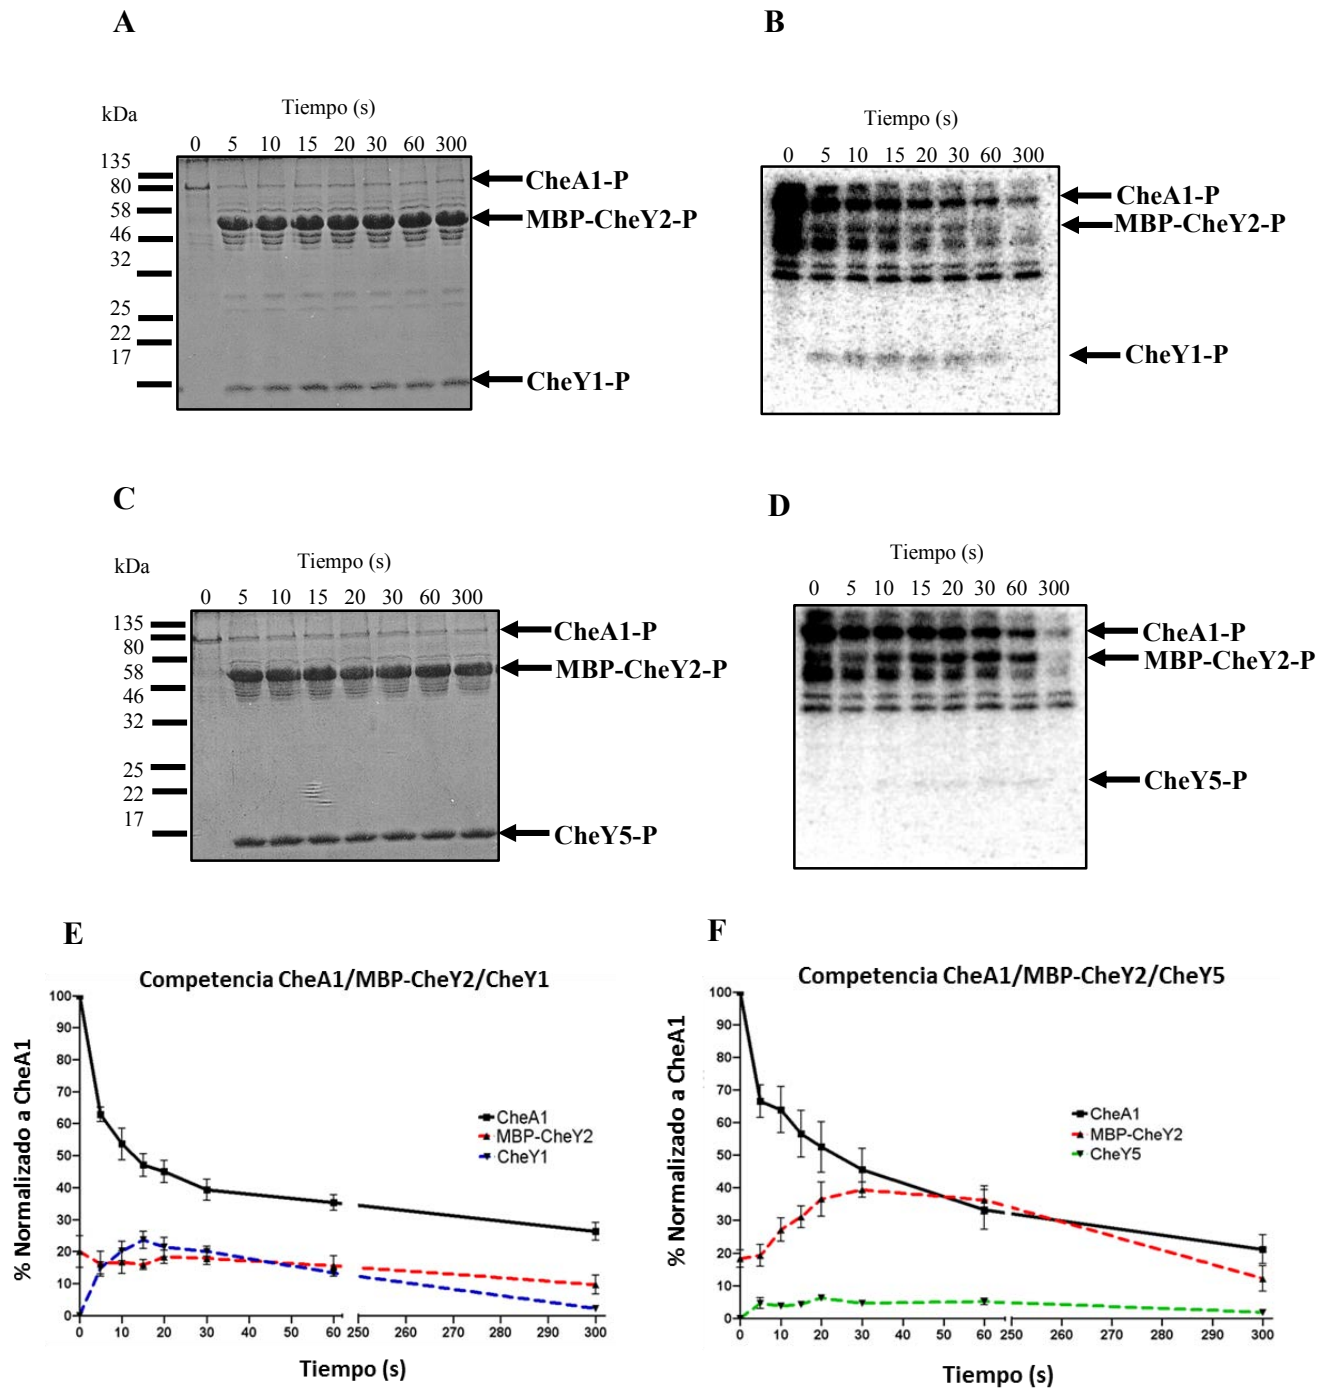 A
B
Tiempo (s)
kDa
0 5 10 15 20 30 60 300
135
80
58
46
32
25
22
17
CheA1-P
MBP-CheY2-P
CheY1-P
Tiempo (s)
0 5 10 15 20 30 60 300
CheA1-P
MBP-CheY2-P
CheY1-P
C
D
Tiempo (s)
kDa
0 5 10 15 20 30 60 300
135
80
58
46
32
25
22
17
CheA1-P
MBP-CheY2-P
CheY5-P
Tiempo (s)
0 5 10 15 20 30 60 300
CheA1-P
MBP-CheY2-P
CheY5-P
E
Competencia CheA1/MBP-CheY2/CheY1
% Normalizado a CheA1
100
90
80
70
60
50
40
30
20
10
0
CheA1
MBP-CheY2
CheY1
0 10 20 30 40 50 60 250 260 270 280 290 300
Tiempo (s)
F
Competencia CheA1/MBP-CheY2/CheY5
% Normalizado a CheA1
100
90
80
70
60
50
40
30
20
10
0
CheA1
MBP-CheY2
CheY5
0 10 20 30 40 50 60 250 260 270 280 290 300
Tiempo (s)